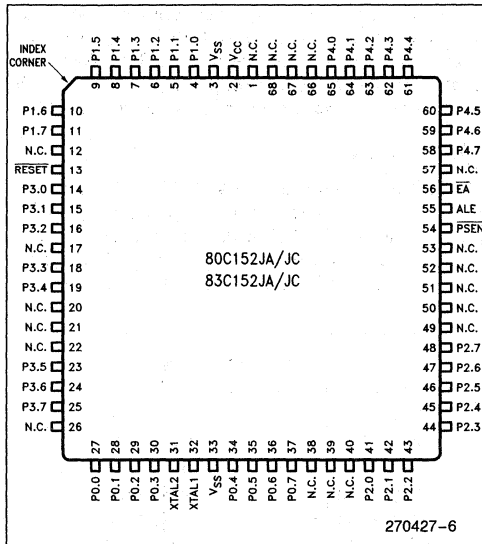 INDEX
CORNER
P1.5 P1.4 P1.3 P1.2 P1.1 P1.0 VSS VCC N.C. N.C. N.C. N.C. P4.0 P4.1 P4.2 P4.3 P4.4
9 8 7 6 5 4 3 2 1 68 67 66 65 64 63 62 61
P1.6 10
P1.7 11
N.C. 12
RESET 13
P3.0 14
P3.1 15
P3.2 16
N.C. 17
P3.3 18
P3.4 19
N.C. 20
N.C. 21
N.C. 22
P3.5 23
P3.6 24
P3.7 25
N.C. 26
80C152JA/JC
83C152JA/JC
60 P4.5
59 P4.6
58 P4.7
57 N.C.
56 EA
55 ALE
54 PSEN
53 N.C.
52 N.C.
51 N.C.
50 N.C.
49 N.C.
48 P2.7
47 P2.6
46 P2.5
45 P2.4
44 P2.3
27 28 29 30 31 32 33 34 35 36 37 38 39 40 41 42 43
P0.0 P0.1 P0.2 P0.3 XTAL2 XTAL1 VSS P0.4 P0.5 P0.6 P0.7 N.C. N.C. N.C. P2.0 P2.1 P2.2
270427-6